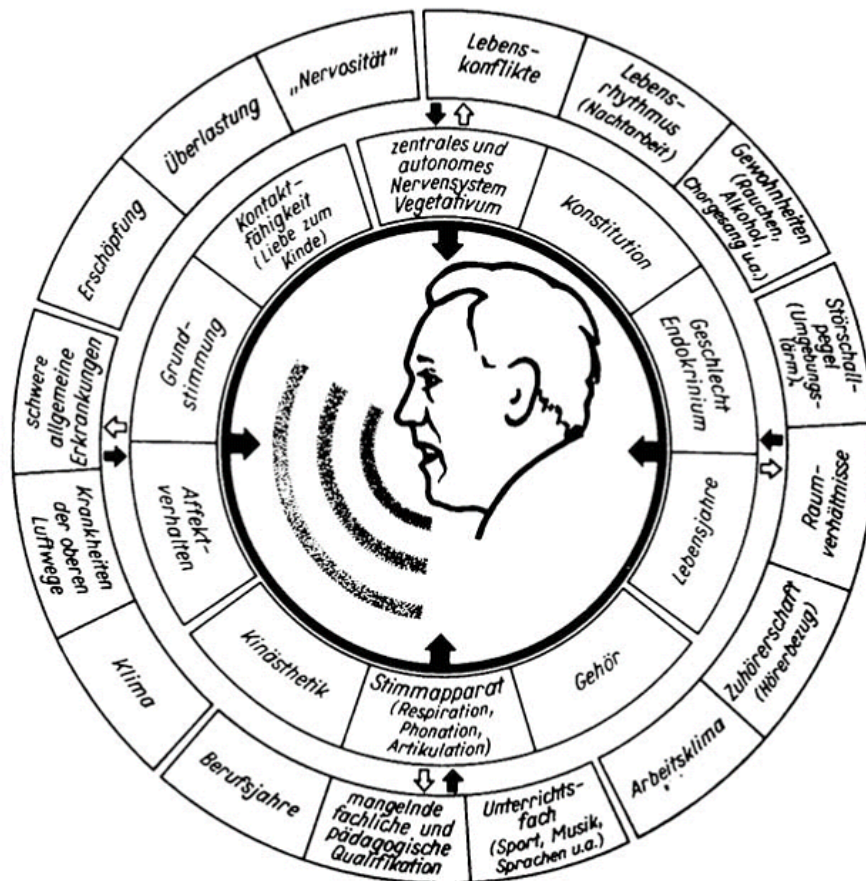 „Nervosität"
Lebens-
konflikte
Lebens-
rhythmus
(Nachtarbeit)
Gewohnheiten
(Rauchen,
Alkohol,
Chorgesang u.a.)
Störschall-
pegel
(Umgebungs-
lärm)
Raum-
verhältnisse
Zuhörerschaft
(Hörerbezug)
Arbeitsklima
Unterrichts-
fach
(Sport, Musik,
Sprachen u.a.)
mangelnde
fachliche und
pädagogische
Qualifikation
Berufsjahre
Klima
Krankheiten
der oberen
Luftwege
schwere
allgemeine
Erkrankungen
Erschöpfung
Überlastung
zentrales und
autonomes
Nervensystem
Vegetativum
Konstitution
Geschlecht
Endokrinium
Lebensjahre
Gehör
Stimmapparat
(Respiration,
Phonation,
Artikulation)
Kinästhetik
Affekt-
verhalten
Grund-
stimmung
Kontakt-
fähigkeit
(Liebe zum
Kinde)